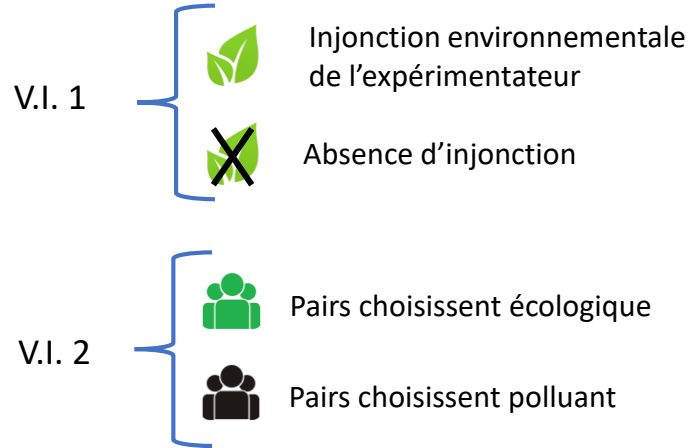 V.I. 1
Injonction environnementale
de l'expérimentateur
Absence d'injonction
V.I. 2
Pairs choisissent écologique
Pairs choisissent polluant